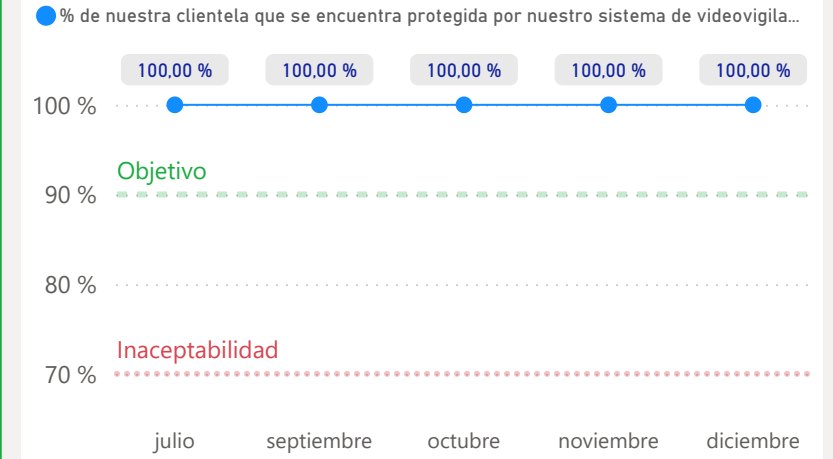 % de nuestra clientela que se encuentra protegida por nuestro sistema de videovigila...
100,00 % 100,00 % 100,00 % 100,00 % 100,00 %
100 %
Objetivo
90 %
80 %
Inaceptabilidad
70 %
julio septiembre octubre noviembre diciembre